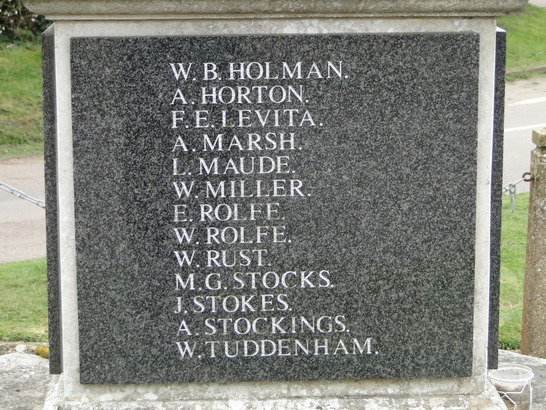 W. B. HOLMAN.
A. HORTON.
F. E. LEVITA.
A. MARSH.
L. MAUDE.
W. MILLER.
E. ROLFE.
W. ROLFE.
W. RUST.
M. G. STOCKS.
J. STOKES.
A. STOCKINGS.
W. TUDDENHAM.